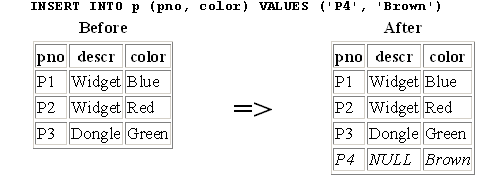 INSERT INTO p (pno, color) VALUES ('P4', 'Brown')
Before
pno descr color
P1 Widget Blue
P2 Widget Red
P3 Dongle Green
=>
After
pno descr color
P1 Widget Blue
P2 Widget Red
P3 Dongle Green
P4 NULL Brown